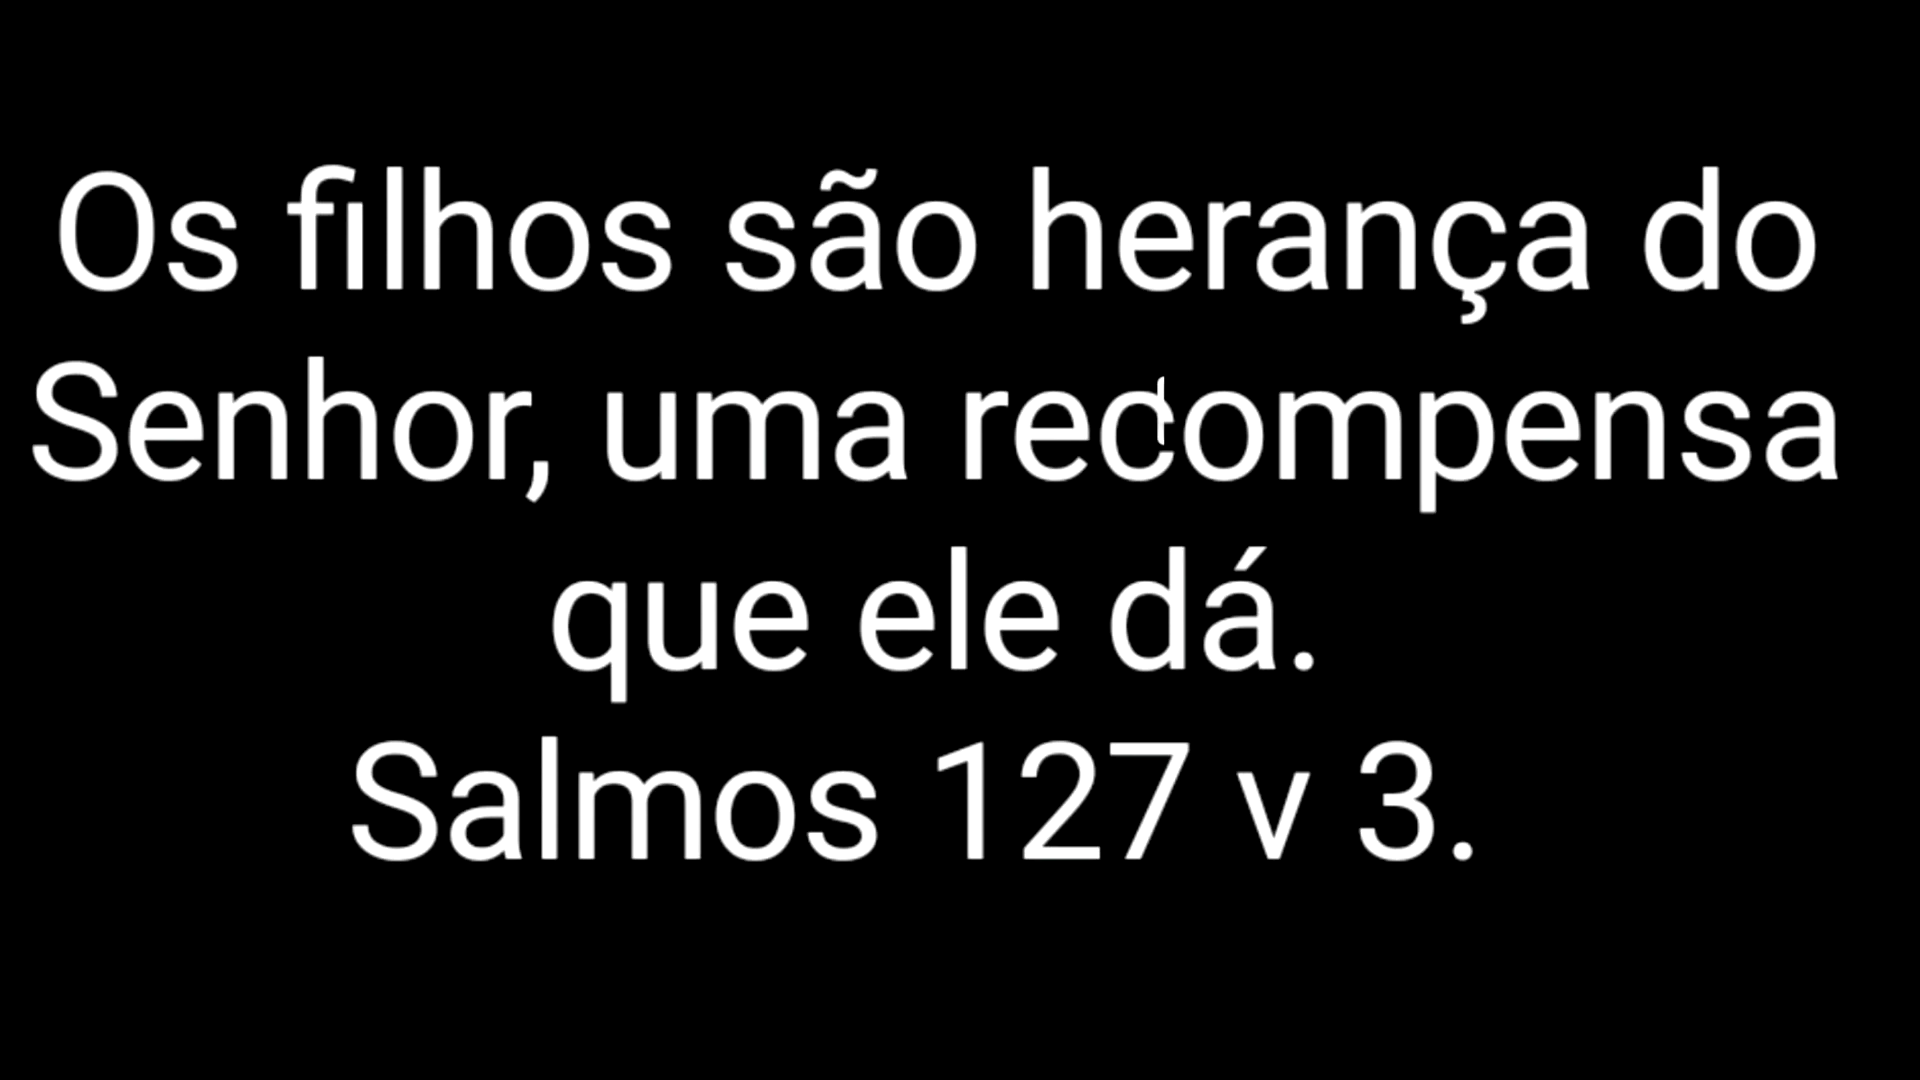 Os filhos são herança do
Senhor, uma recompensa
que ele dá.
Salmos 127 v 3.